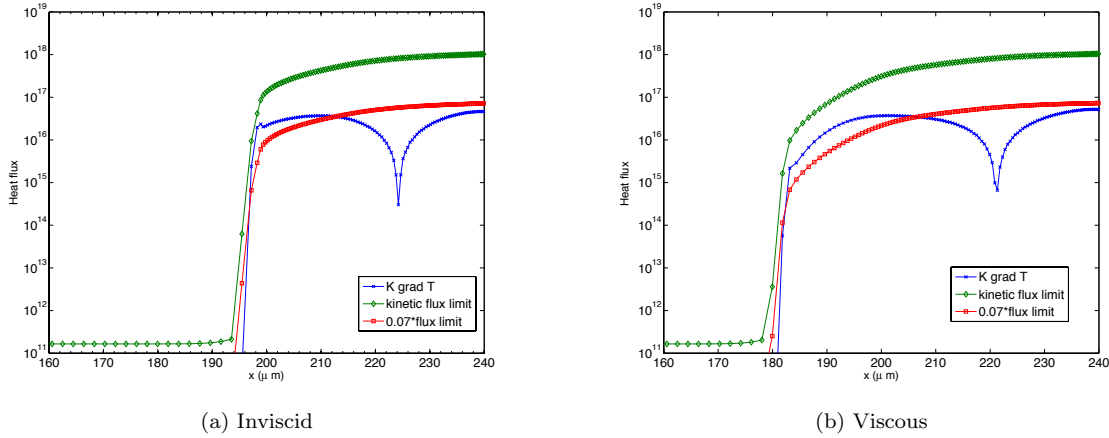 10^19
10^18
10^17
10^16
10^15
10^14
10^13
10^12
10^11
Heat flux
160 170 180 190 200 210 220 230 240
x (μ m)
K grad T
kinetic flux limit
0.07*flux limit
(a) Inviscid
10^19
10^18
10^17
10^16
10^15
10^14
10^13
10^12
10^11
Heat flux
160 170 180 190 200 210 220 230 240
x (μ m)
K grad T
kinetic flux limit
0.07*flux limit
(b) Viscous